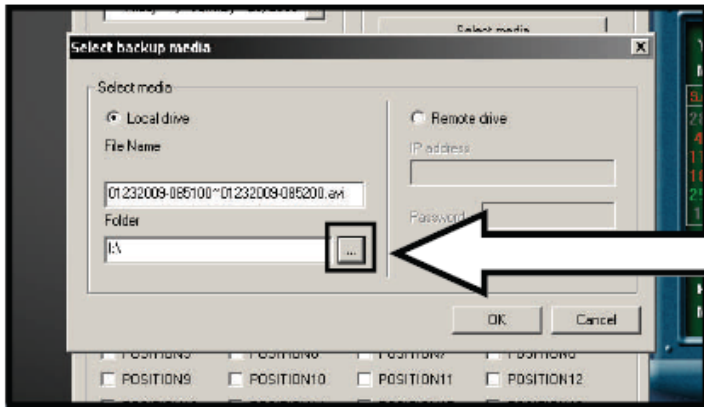 Select media
Select backup media
Select media
Local drive
Remote drive
File Name
IP address
01232009-085100~01232009-085200.avi
Folder
Password
I:\
...
OK
Cancel
POSITION9
POSITION10
POSITION11
POSITION12